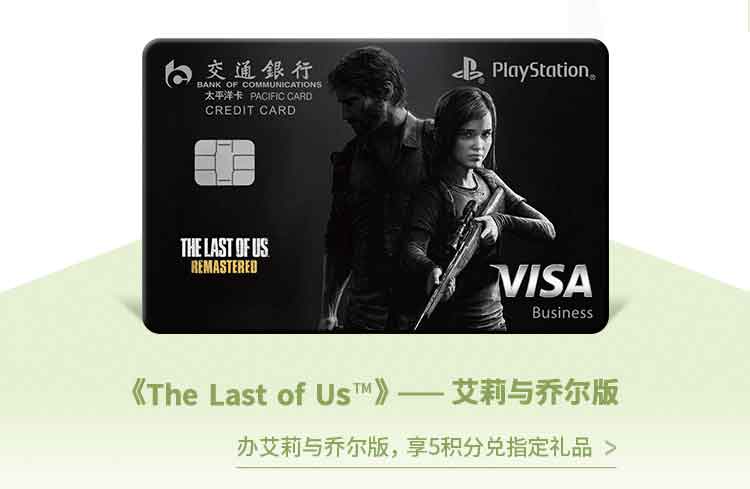 交通銀行
BANK OF COMMUNICATIONS
太平洋卡 PACIFIC CARD
CREDIT CARD
PlayStation®
THE LAST OF US
REMASTERED
VISA
Business
《The Last of Us™》—— 艾莉与乔尔版
办艾莉与乔尔版，享5积分兑指定礼品 >